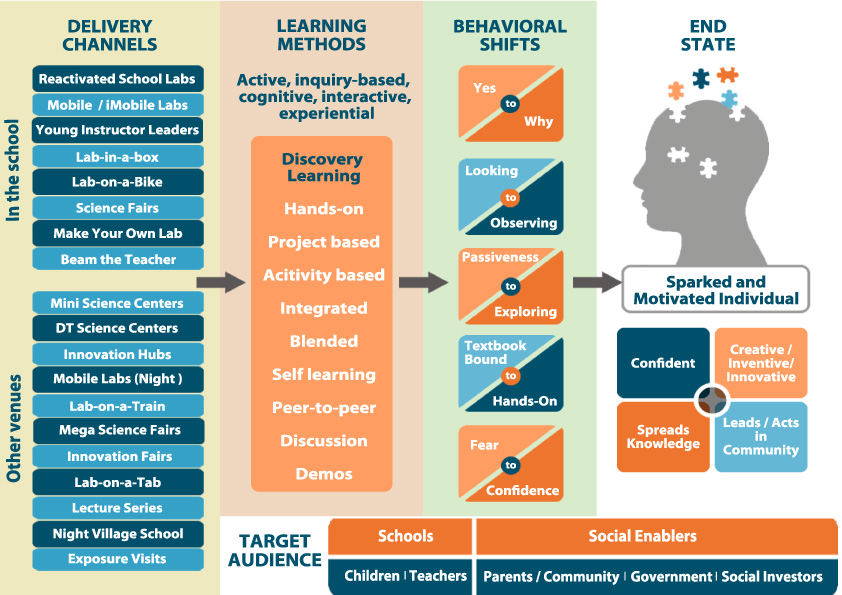 DELIVERY
CHANNELS
In the school
Reactivated School Labs
Mobile / iMobile Labs
Young Instructor Leaders
Lab-in-a-box
Lab-on-a-Bike
Science Fairs
Make Your Own Lab
Beam the Teacher
Other venues
Mini Science Centers
DT Science Centers
Innovation Hubs
Mobile Labs (Night )
Lab-on-a-Train
Mega Science Fairs
Innovation Fairs
Lab-on-a-Tab
Lecture Series
Night Village School
Exposure Visits
LEARNING
METHODS
Active, inquiry-based,
cognitive, interactive,
experiential
Discovery
Learning
Hands-on
Project based
Acitivity based
Integrated
Blended
Self learning
Peer-to-peer
Discussion
Demos
BEHAVIORAL
SHIFTS
Yes
to
Why
Looking
to
Observing
Passiveness
to
Exploring
Textbook
Bound
to
Hands-On
Fear
to
Confidence
END
STATE
Sparked and
Motivated Individual
Confident
Creative /
Inventive/
Innovative
Spreads
Knowledge
Leads / Acts
in
Community
TARGET
AUDIENCE
Schools
Social Enablers
Children | Teachers
Parents / Community | Government | Social Investors